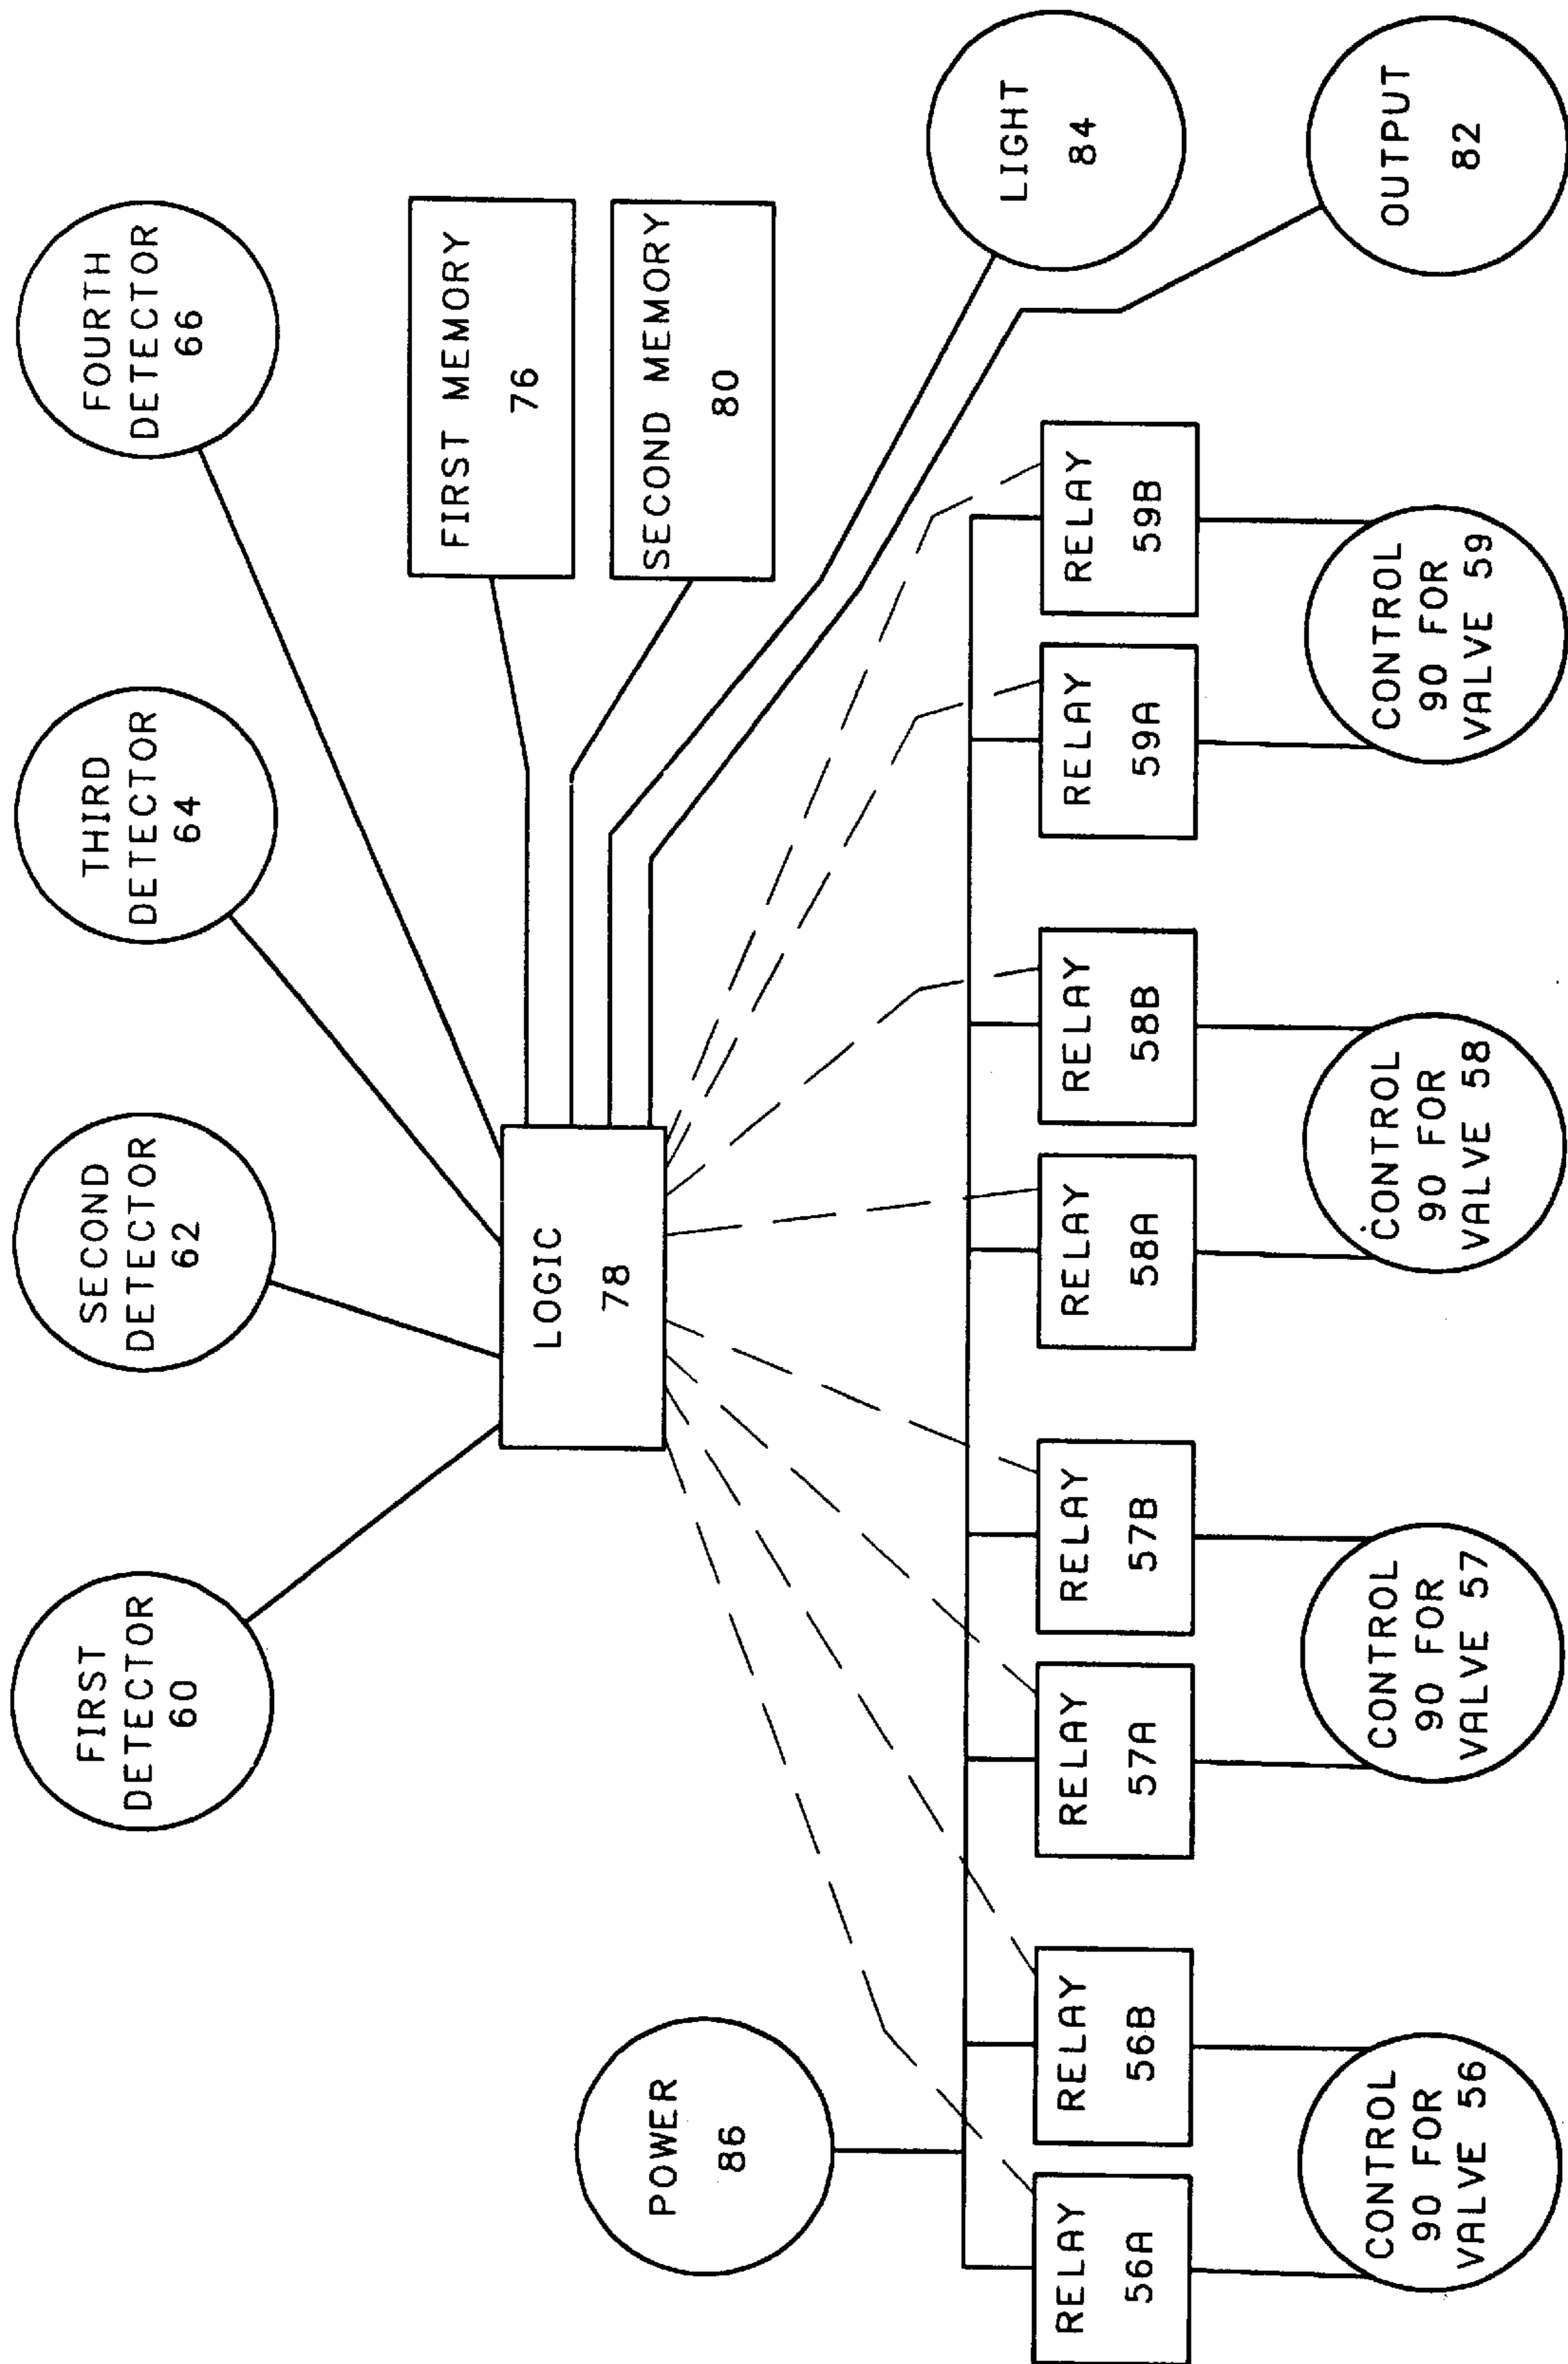 FIRST
DETECTOR
60
SECOND
DETECTOR
62
THIRD
DETECTOR
64
FOURTH
DETECTOR
66
FIRST MEMORY
76
SECOND MEMORY
80
LOGIC
78
LIGHT
84
OUTPUT
82
POWER
86
RELAY
56A
RELAY
56B
RELAY
57A
RELAY
57B
RELAY
58A
RELAY
58B
RELAY
59A
RELAY
59B
CONTROL
90 FOR
VALVE 56
CONTROL
90 FOR
VALVE 57
CONTROL
90 FOR
VALVE 58
CONTROL
90 FOR
VALVE 59